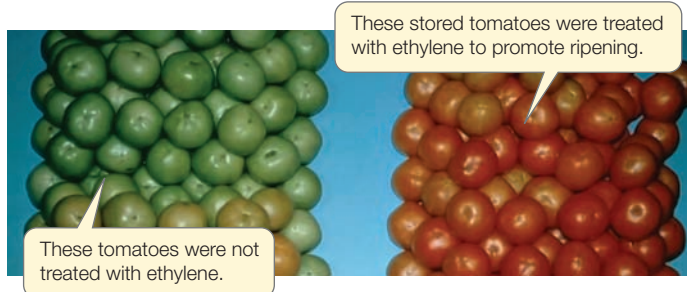 These stored tomatoes were treated
with ethylene to promote ripening.
These tomatoes were not
treated with ethylene.